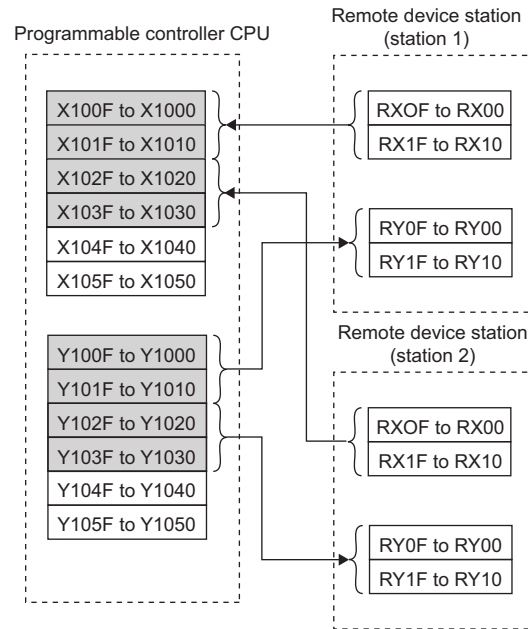 Programmable controller CPU
X100F to X1000
X101F to X1010
X102F to X1020
X103F to X1030
X104F to X1040
X105F to X1050
Y100F to Y1000
Y101F to Y1010
Y102F to Y1020
Y103F to Y1030
Y104F to Y1040
Y105F to Y1050
Remote device station
(station 1)
RXOF to RX00
RX1F to RX10
RY0F to RY00
RY1F to RY10
Remote device station
(station 2)
RXOF to RX00
RX1F to RX10
RY0F to RY00
RY1F to RY10